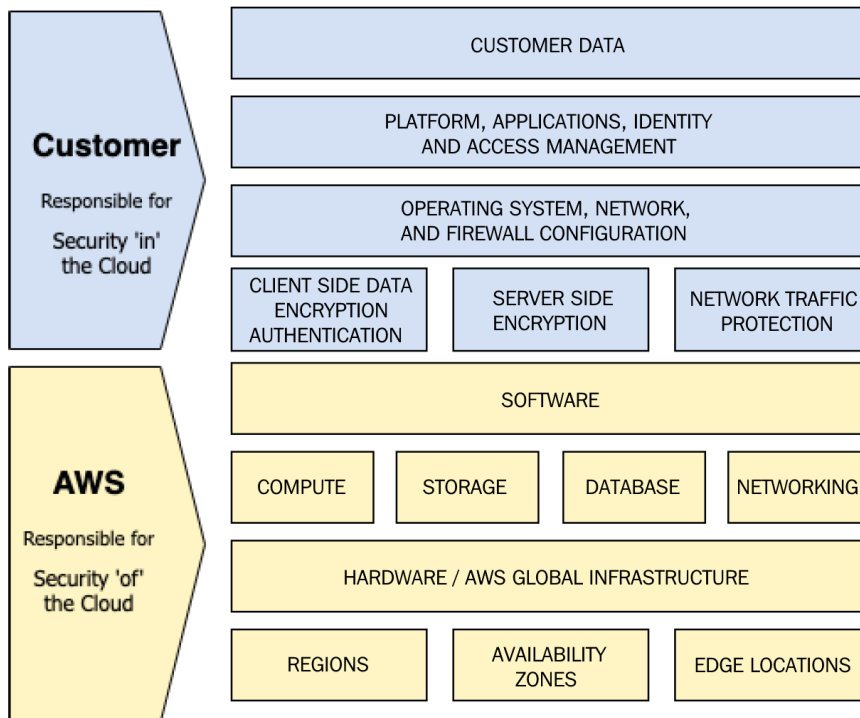 Customer
Responsible for
Security 'in'
the Cloud
CUSTOMER DATA
PLATFORM, APPLICATIONS, IDENTITY
AND ACCESS MANAGEMENT
OPERATING SYSTEM, NETWORK,
AND FIREWALL CONFIGURATION
CLIENT SIDE DATA
ENCRYPTION
AUTHENTICATION
SERVER SIDE
ENCRYPTION
NETWORK TRAFFIC
PROTECTION
AWS
Responsible for
Security 'of'
the Cloud
SOFTWARE
COMPUTE
STORAGE
DATABASE
NETWORKING
HARDWARE / AWS GLOBAL INFRASTRUCTURE
REGIONS
AVAILABILITY
ZONES
EDGE LOCATIONS